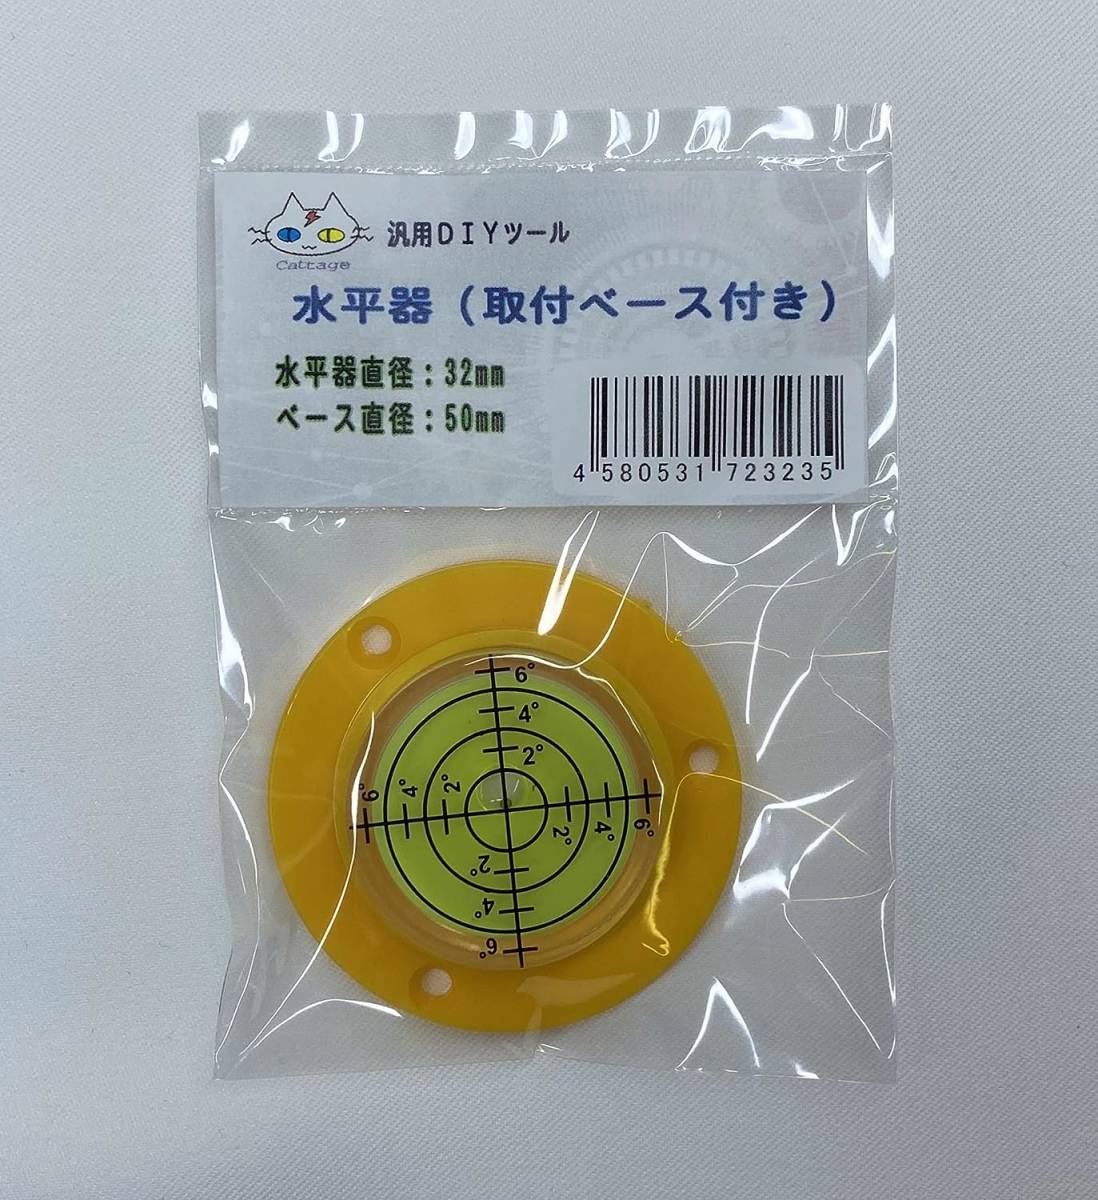 汎用DIYツール
Cattage
水平器（取付ベース付き）
水平器直径：32mm
ベース直径：50mm
4 580531 723235
6°
4°
2°
6° 4° 2°
2° 4° 6°
2°
4°
6°